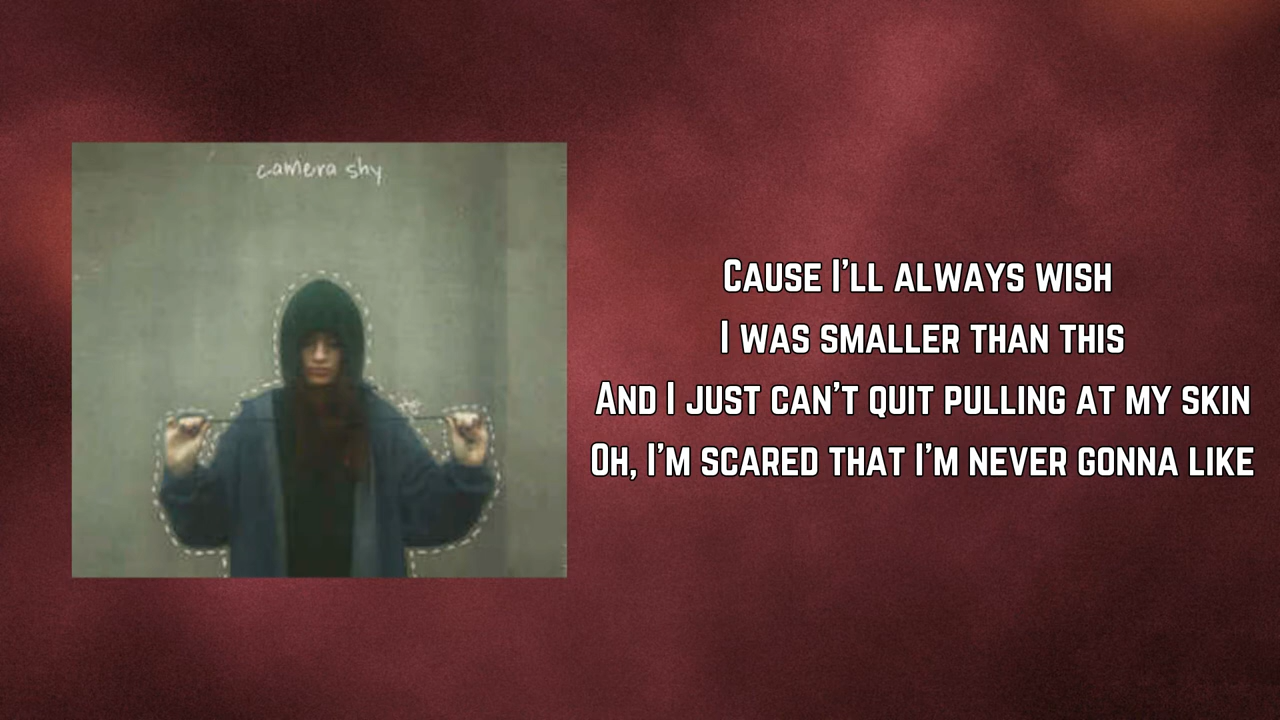 camera shy
Cause I'll always wish
I was smaller than this
And I just can't quit pulling at my skin
Oh, I'm scared that I'm never gonna like